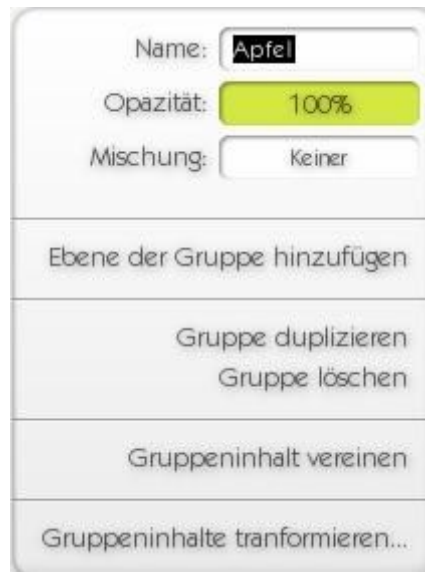 Name: Apfel
Opazität: 100%
Mischung: Keiner
Ebene der Gruppe hinzufügen
Gruppe duplizieren
Gruppe löschen
Gruppeninhalt vereinen
Gruppeninhalte tranformieren...